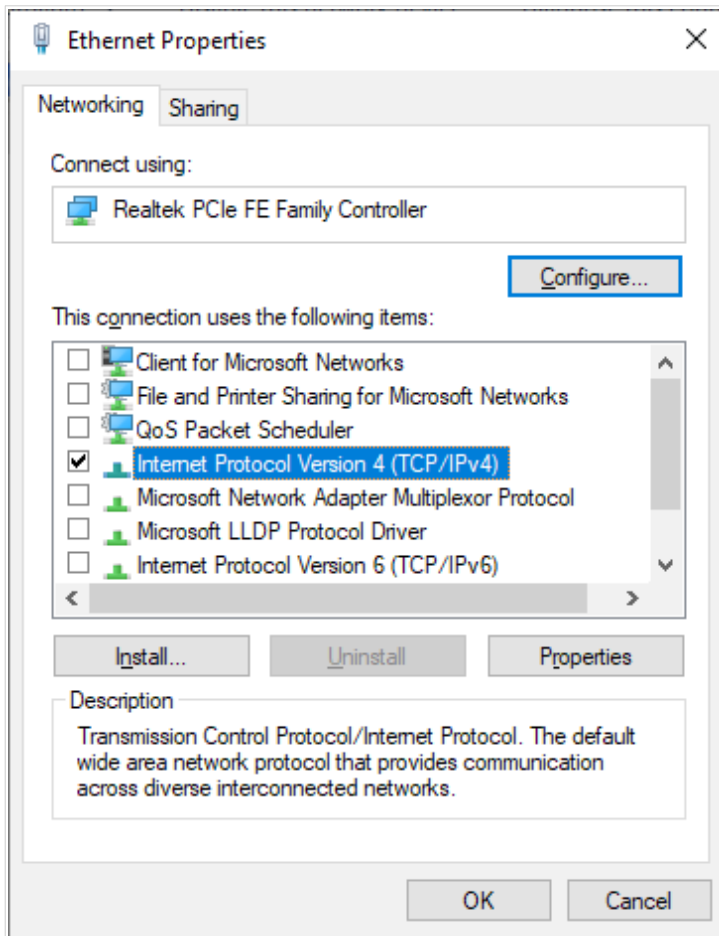 Ethernet Properties
Networking
Sharing
Connect using:
Realtek PCIe FE Family Controller
Configure...
This connection uses the following items:
Client for Microsoft Networks
File and Printer Sharing for Microsoft Networks
QoS Packet Scheduler
Internet Protocol Version 4 (TCP/IPv4)
Microsoft Network Adapter Multiplexor Protocol
Microsoft LLDP Protocol Driver
Internet Protocol Version 6 (TCP/IPv6)
Install...
Uninstall
Properties
Description
Transmission Control Protocol/Internet Protocol. The default
wide area network protocol that provides communication
across diverse interconnected networks.
OK
Cancel